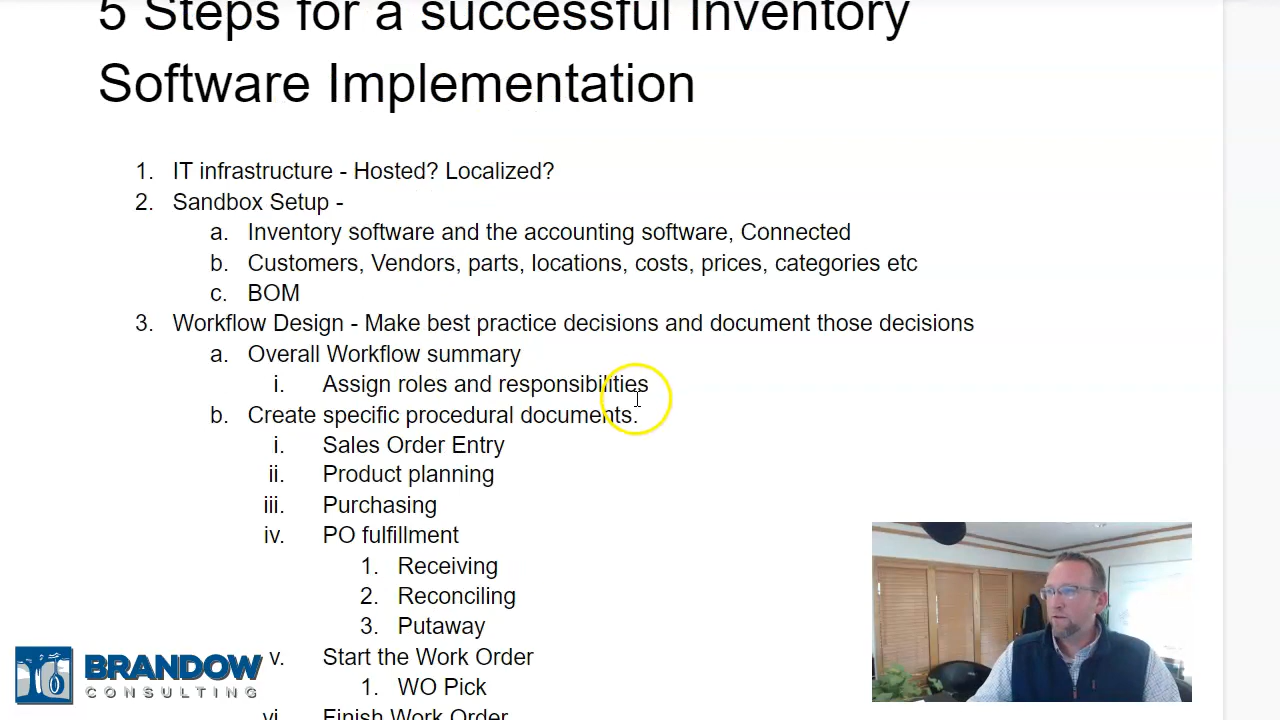 5 Steps for a successful Inventory
Software Implementation
1. IT infrastructure - Hosted? Localized?
2. Sandbox Setup -
a. Inventory software and the accounting software, Connected
b. Customers, Vendors, parts, locations, costs, prices, categories etc
c. BOM
3. Workflow Design - Make best practice decisions and document those decisions
a. Overall Workflow summary
i. Assign roles and responsibilities
b. Create specific procedural documents.
i. Sales Order Entry
ii. Product planning
iii. Purchasing
iv. PO fulfillment
1. Receiving
2. Reconciling
3. Putaway
v. Start the Work Order
1. WO Pick
vi. Finish Work Order
BRANDOW
CONSULTING